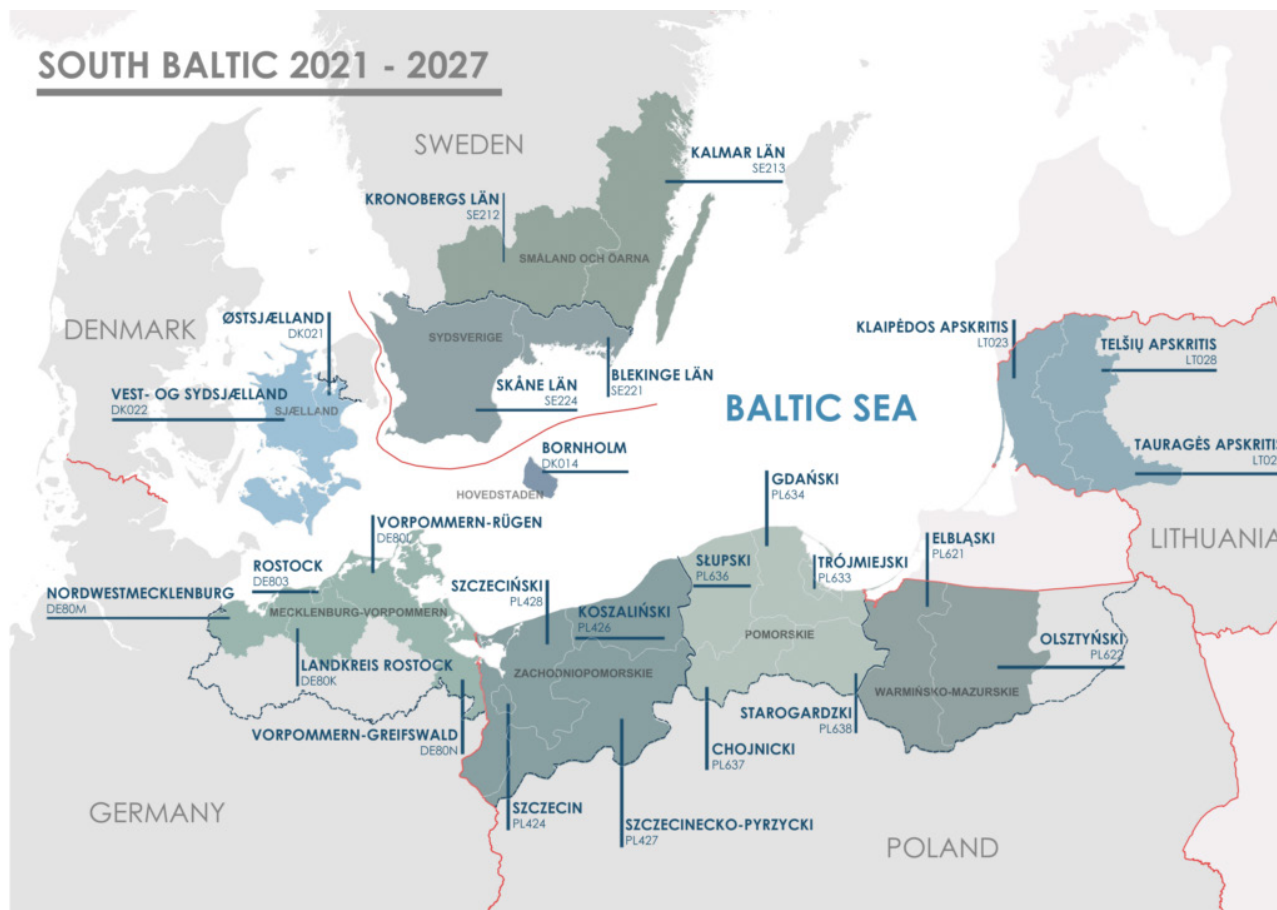 SOUTH BALTIC 2021 - 2027
SWEDEN
KALMAR LÄN
SE213
KRONOBERGS LÄN
SE212
SMÅLAND OCH ÖARNA
DENMARK
ØSTSJÆLLAND
DK021
SYDSVERIGE
KLAIPĖDOS APSKRITIS
LT023
TELŠIŲ APSKRITIS
LT028
VEST- OG SYDSJÆLLAND
DK022
SJÆLLAND
SKÅNE LÄN
SE224
BLEKINGE LÄN
SE221
BALTIC SEA
TAURAGĖS APSKRITIS
LT02
BORNHOLM
DK014
HOVEDSTADEN
GDAŃSKI
PL634
VORPOMMERN-RÜGEN
DE80L
LITHUANIA
ELBLĄSKI
PL621
ROSTOCK
DE803
SŁUPSKI
PL636
TRÓJMIEJSKI
PL633
SZCZECIŃSKI
PL428
NORDWESTMECKLENBURG
DE80M
MECKLENBURG-VORPOMMERN
KOSZALIŃSKI
PL426
POMORSKIE
OLSZTYŃSKI
PL622
LANDKREIS ROSTOCK
DE80K
ZACHODNIOPOMORSKIE
WARMIŃSKO-MAZURSKIE
STAROGARDZKI
PL638
VORPOMMERN-GREIFSWALD
DE80N
CHOJNICKI
PL637
GERMANY
SZCZECIN
PL424
SZCZECINECKO-PYRZYCKI
PL427
POLAND